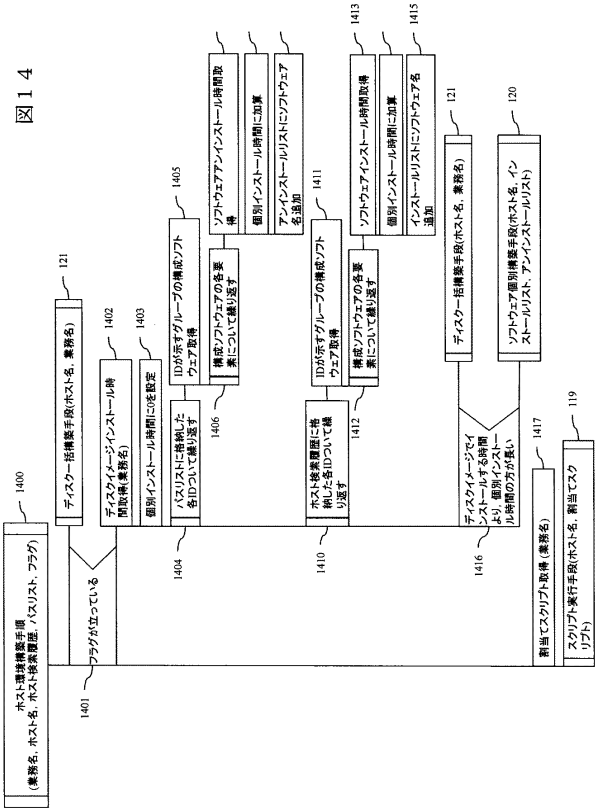 図14
1400
ホスト環境構築手順
(業務名, ホスト名, ホスト検索履歴, パスリスト, フラグ)
1401
フラグが立っている
121
ディスク一括構築手段(ホスト名, 業務名)
1402
ディスクイメージインストール時
間取得(業務名)
1403
個別インストール時間に0を設定
1404
パスリストに格納した
各IDついて繰り返す
1405
IDが示すグループの構成ソフト
ウェア取得
1406
構成ソフトウェアの各要
素について繰り返す
ソフトウェアアンインストール時間取
得
個別インストール時間に加算
アンインストールリストにソフトウェア
名追加
1410
ホスト検索履歴に格
納した各IDついて繰
り返す
1411
IDが示すグループの構成ソフト
ウェア取得
1412
構成ソフトウェアの各要
素について繰り返す
1413
ソフトウェアインストール時間取得
個別インストール時間に加算
1415
インストールリストにソフトウェア名
追加
1416
ディスクイメージでイ
ンストールする時間
より, 個別インストー
ル時間の方が長い
121
ディスク一括構築手段(ホスト名, 業務名)
120
ソフトウェア個別構築手段(ホスト名, イン
ストールリスト, アンインストールリスト)
1417
割当てスクリプト取得(業務名)
119
スクリプト実行手段(ホスト名, 割当てスク
リプト)